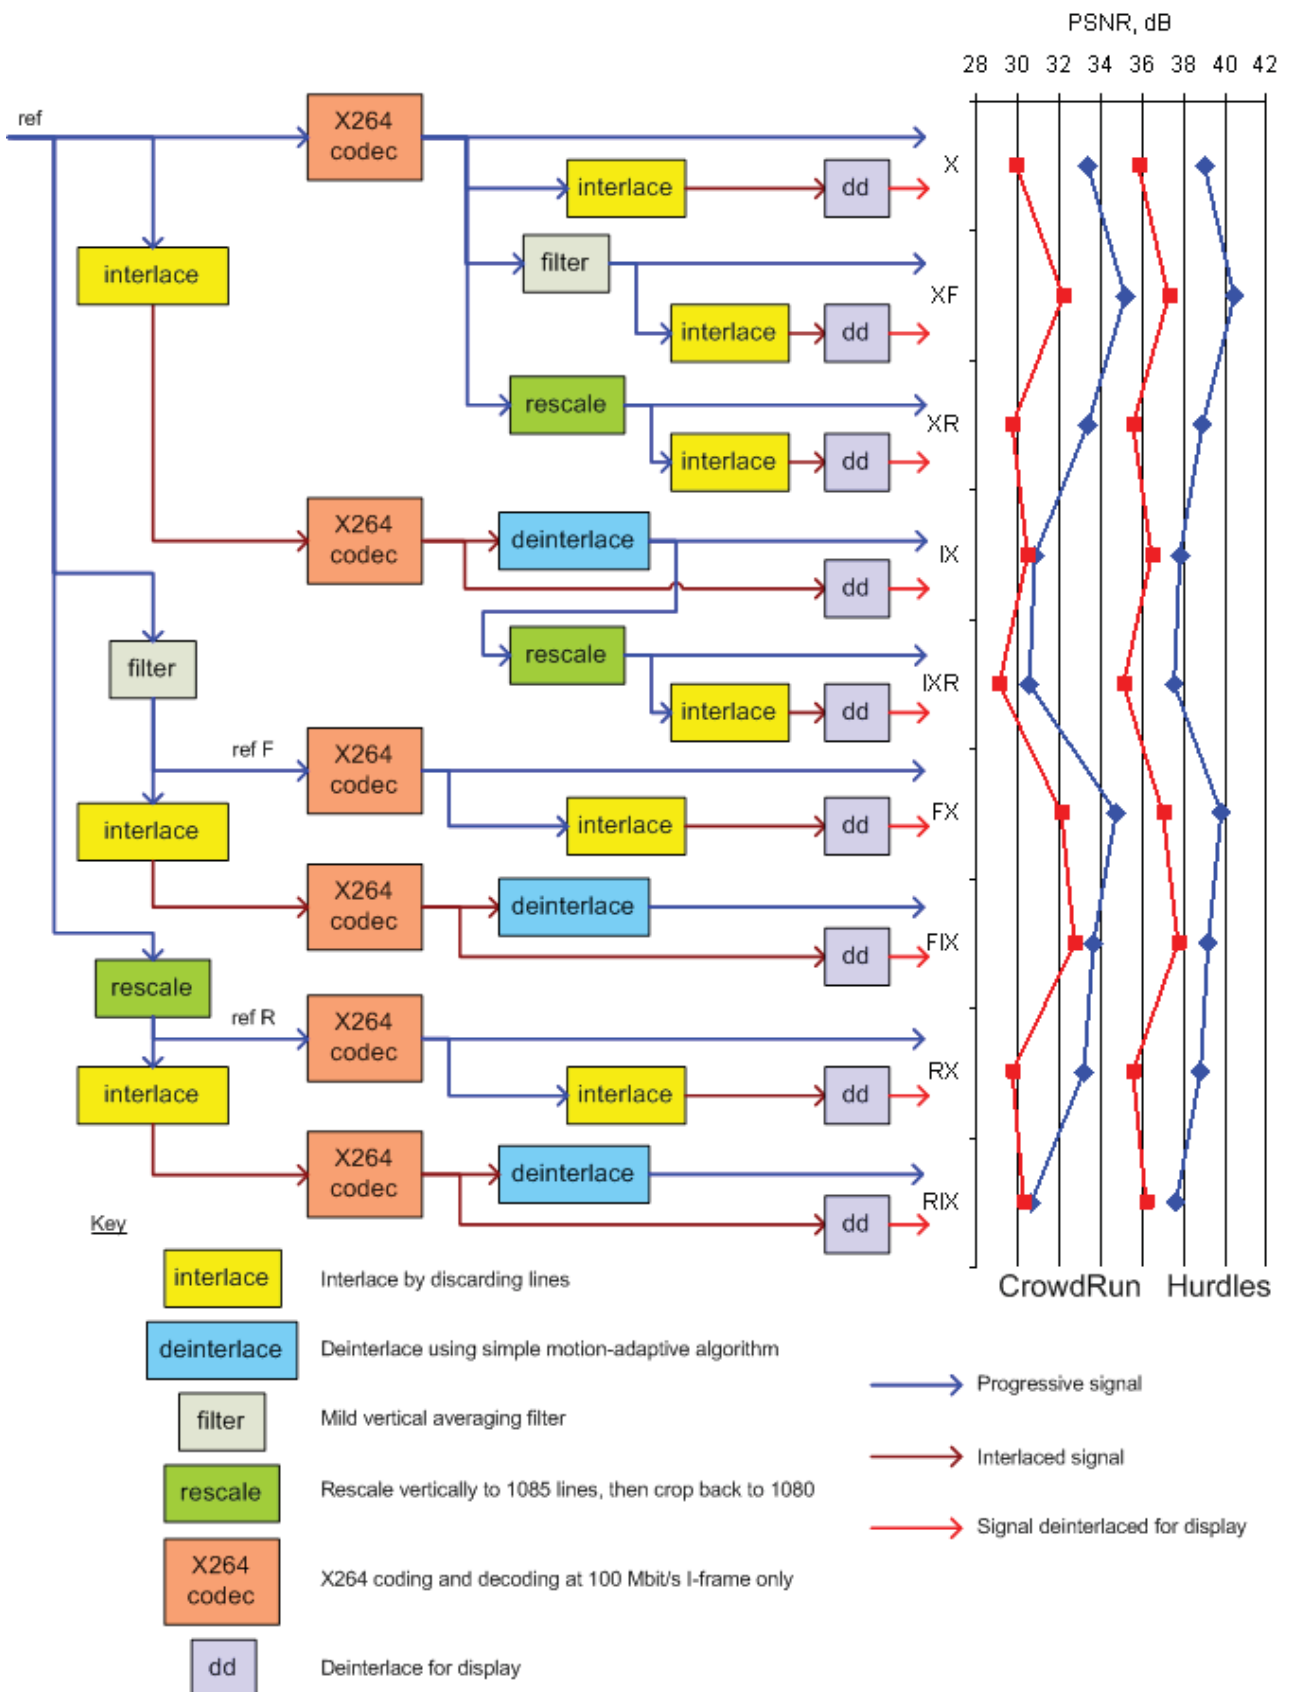 PSNR, dB
28 30 32 34 36 38 40 42
ref
X264
codec
X
interlace
dd
filter
interlace
XF
interlace
dd
rescale
XR
interlace
dd
X264
codec
deinterlace
IX
dd
filter
rescale
IXR
interlace
dd
ref F
X264
codec
interlace
interlace
dd
FX
X264
codec
deinterlace
FIX
dd
rescale
ref R
X264
codec
RX
interlace
interlace
dd
X264
codec
deinterlace
RIX
dd
Key
CrowdRun Hurdles
interlace Interlace by discarding lines
deinterlace Deinterlace using simple motion-adaptive algorithm
Progressive signal
filter Mild vertical averaging filter
Interlaced signal
rescale Rescale vertically to 1085 lines, then crop back to 1080
Signal deinterlaced for display
X264
codec
X264 coding and decoding at 100 Mbit/s I-frame only
dd Deinterlace for display